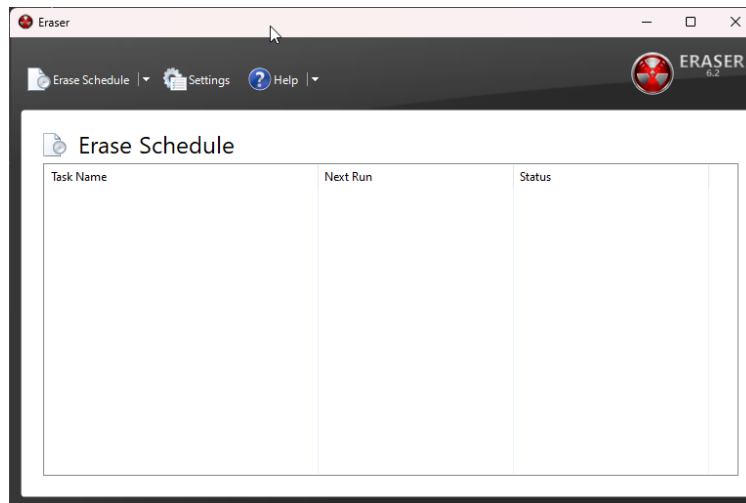 Eraser
Erase Schedule Settings Help
ERASER
6.2
Erase Schedule
Task Name Next Run Status